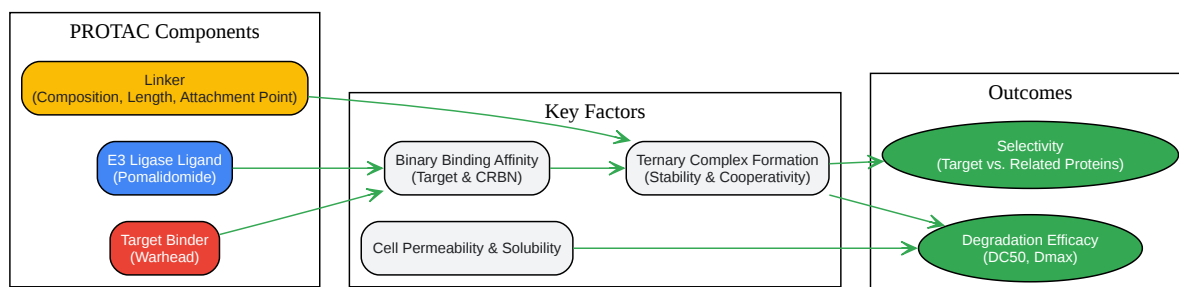 PROTAC Components
Linker
(Composition, Length, Attachment Point)
E3 Ligase Ligand
(Pomalidomide)
Target Binder
(Warhead)
Key Factors
Binary Binding Affinity
(Target & CRBN)
Ternary Complex Formation
(Stability & Cooperativity)
Cell Permeability & Solubility
Outcomes
Selectivity
(Target vs. Related Proteins)
Degradation Efficacy
(DC50, Dmax)